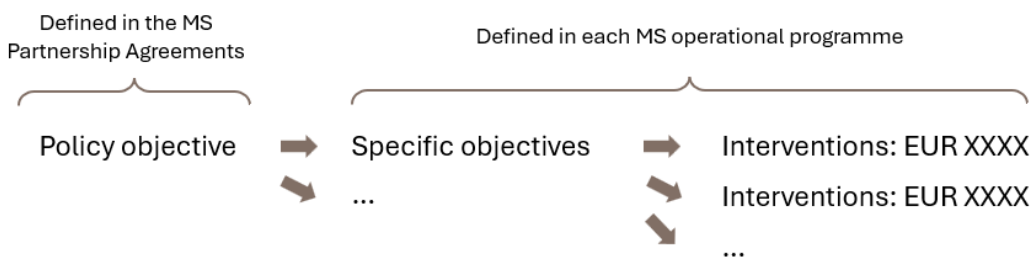 Defined in the MS
Partnership Agreements
Defined in each MS operational programme
Policy objective
Specific objectives
Interventions: EUR XXXX
...
Interventions: EUR XXXX
...